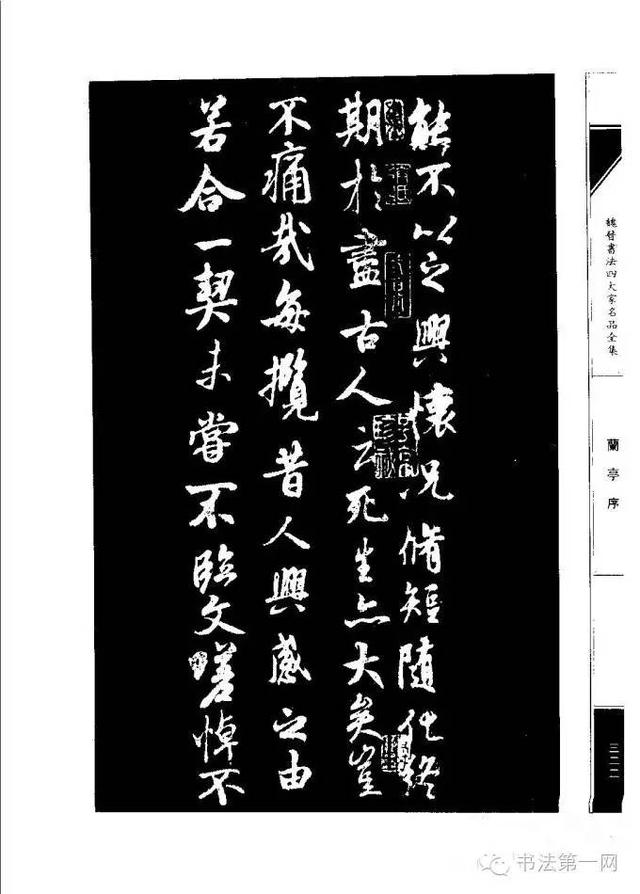 能不以之興懷況脩短隨化終
期於盡古人云死生亦大矣豈
不痛哉每攬昔人興感之由
若合一契未嘗不臨文嗟悼不
魏晉書法四大家名品全集
蘭亭序
三二二
书法第一网